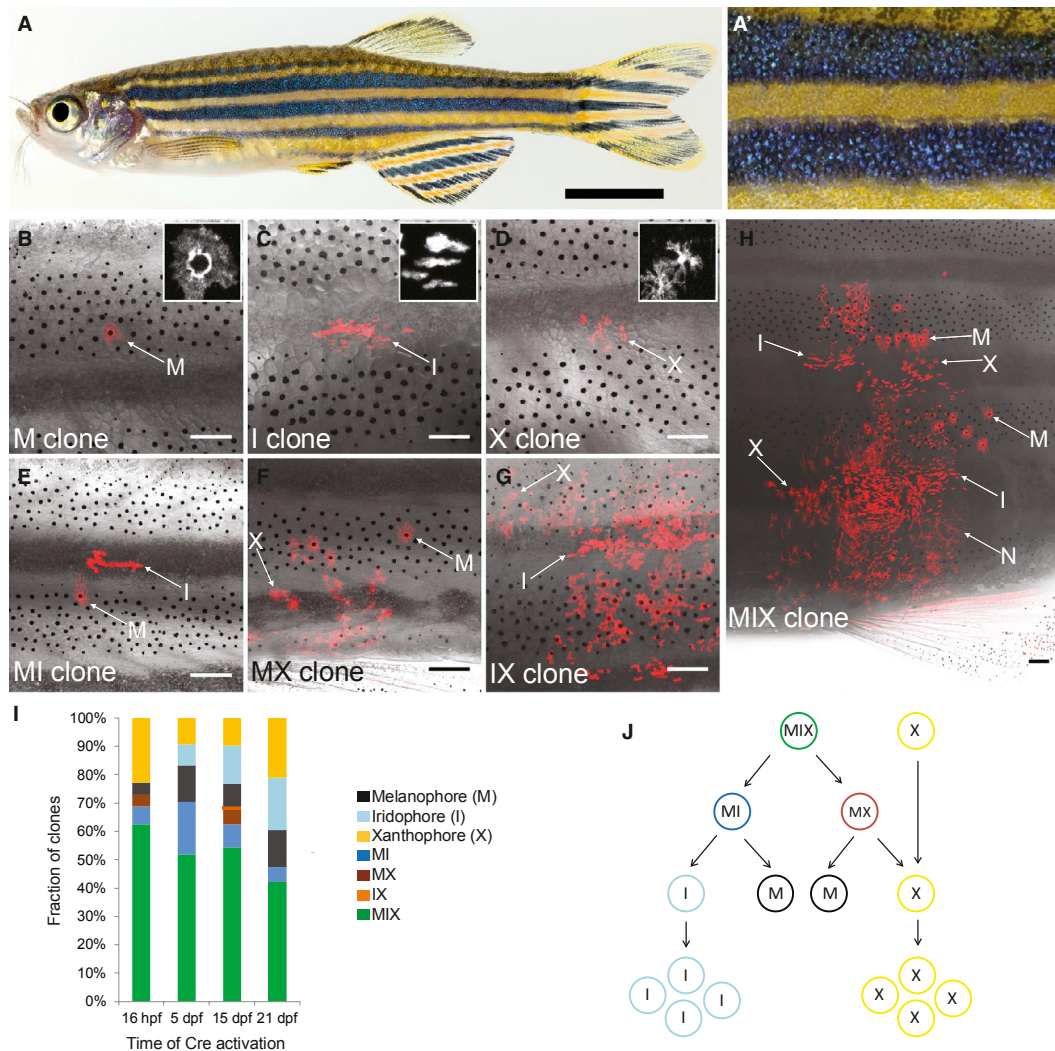 A
A'
B
M
M clone
C
I
I clone
D
X
X clone
E
I
M
MI clone
F
X
M
MX clone
G
X
I
IX clone
H
M
I
X
M
X
I
N
MIX clone
I
100%
90%
80%
70%
60%
50%
40%
30%
20%
10%
0%
Fraction of clones
16 hpf 5 dpf 15 dpf 21 dpf
Time of Cre activation
Melanophore (M)
Iridophore (I)
Xanthophore (X)
MI
MX
IX
MIX
J
MIX X
MI MX
I M M X
I X
I I X X
I X